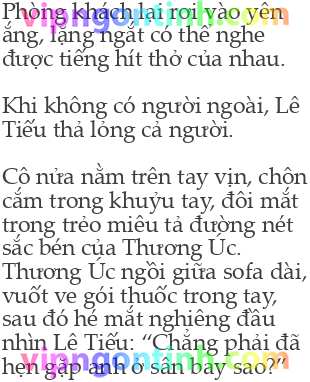 Phòng khách lại rơi vào yên
ắng, lặng ngắt có thể nghe
được tiếng hít thở của nhau.
Khi không có người ngoài, Lê
Tiếu thả lỏng cả người.
Cô nửa nằm trên tay vịn, chôn
cắm trong khuỷu tay, đôi mắt
trong trẻo miêu tả đường nét
sắc bén của Thương Úc.
Thương Úc ngồi giữa sofa dài,
vuốt ve gói thuốc trong tay,
sau đó hé mắt nghiêng đầu
nhìn Lê Tiếu: “Chẳng phải đã
hẹn gặp anh ở sân bay sao?”
vipngontinh.com
vipngontinh.com